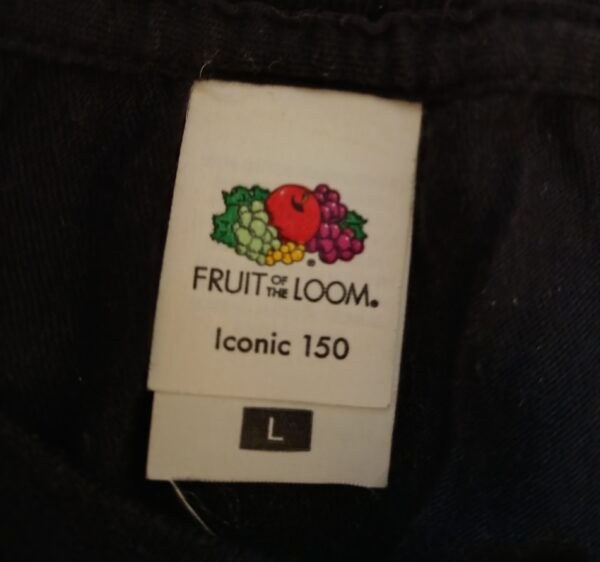 FRUIT OF THE LOOM.
Iconic 150
L